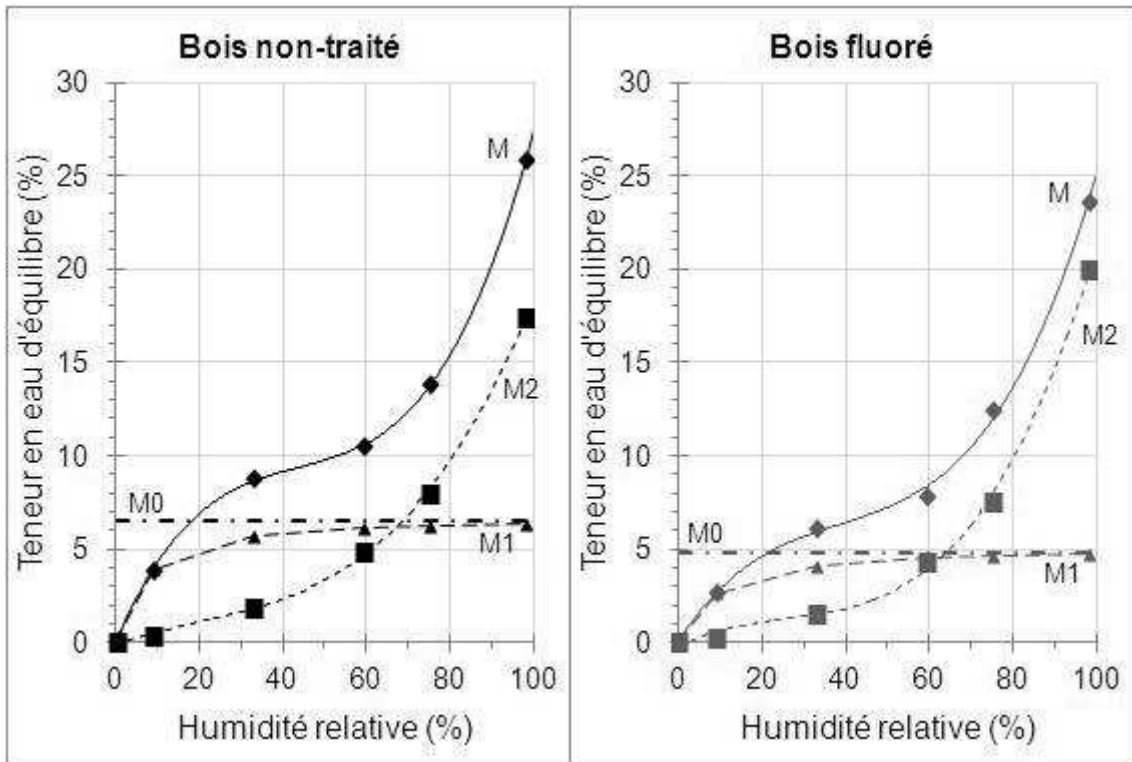 Bois non-traité
Teneur en eau d'équilibre (%)
30
25
20
15
10
5
0
M
M2
M0
M1
0 20 40 60 80 100
Humidité relative (%)
Bois fluoré
Teneur en eau d'équilibre (%)
30
25
20
15
10
5
0
M
M2
M0
M1
0 20 40 60 80 100
Humidité relative (%)